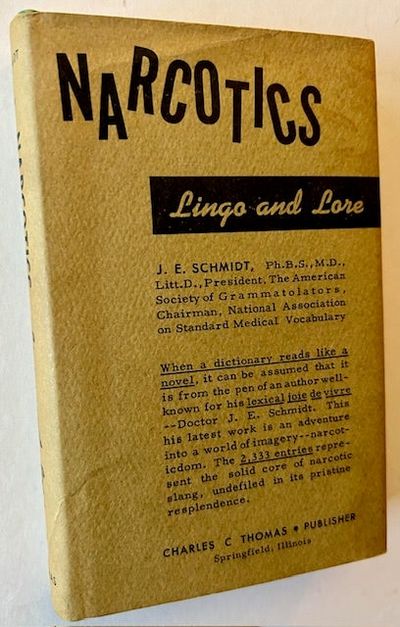 NARCOTICS
Lingo and Lore
J. E. SCHMIDT, Ph.B.S., M.D.,
Litt.D., President, The American
Society of Grammatolators,
Chairman, National Association
on Standard Medical Vocabulary
When a dictionary reads like a
novel, it can be assumed that it
is from the pen of an author well-
known for his lexical joie de vivre
--Doctor J. E. Schmidt. This
his latest work is an adventure
into a world of imagery--narcot-
icdom. The 2,333 entries repre-
sent the solid core of narcotic
slang, undefiled in its pristine
resplendence.
CHARLES C THOMAS • PUBLISHER
Springfield, Illinois